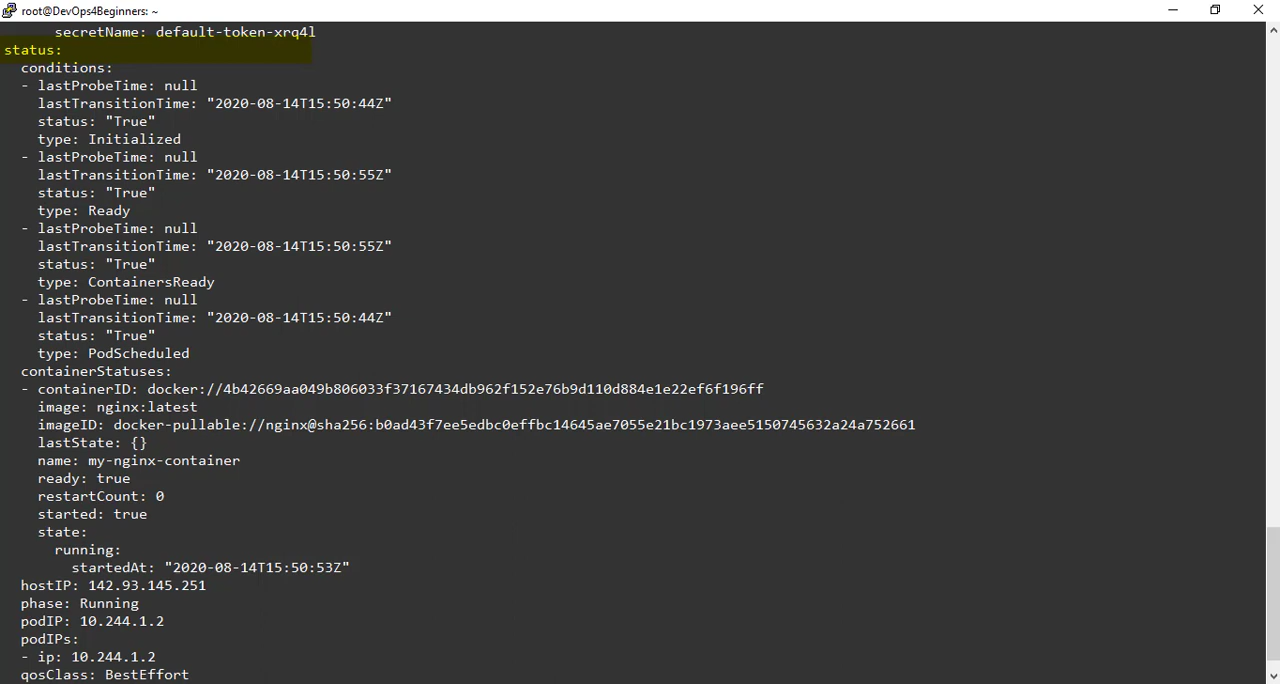 root@DevOps4Beginners: ~
secretName: default-token-xrq4l
status:
conditions:
- lastProbeTime: null
lastTransitionTime: "2020-08-14T15:50:44Z"
status: "True"
type: Initialized
- lastProbeTime: null
lastTransitionTime: "2020-08-14T15:50:55Z"
status: "True"
type: Ready
- lastProbeTime: null
lastTransitionTime: "2020-08-14T15:50:55Z"
status: "True"
type: ContainersReady
- lastProbeTime: null
lastTransitionTime: "2020-08-14T15:50:44Z"
status: "True"
type: PodScheduled
containerStatuses:
- containerID: docker://4b42669aa049b806033f37167434db962f152e76b9d110d884e1e22ef6f196ff
image: nginx:latest
imageID: docker-pullable://nginx@sha256:b0ad43f7ee5edbc0effbc14645ae7055e21bc1973aee5150745632a24a752661
lastState: {}
name: my-nginx-container
ready: true
restartCount: 0
started: true
state:
running:
startedAt: "2020-08-14T15:50:53Z"
hostIP: 142.93.145.251
phase: Running
podIP: 10.244.1.2
podIPs:
- ip: 10.244.1.2
qosClass: BestEffort